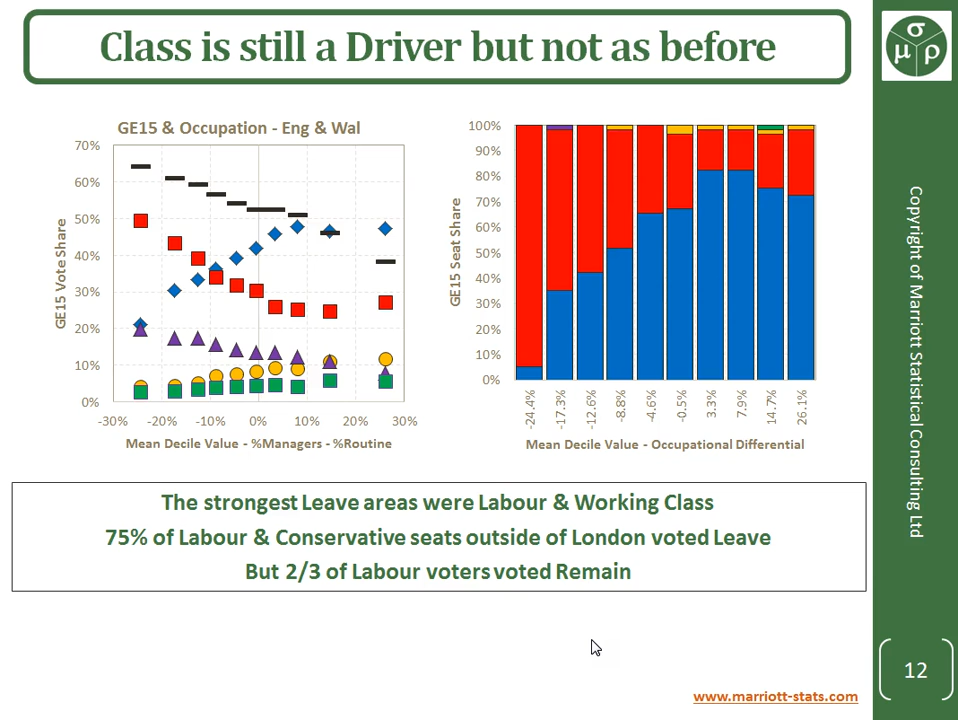 Class is still a Driver but not as before
σ
μ ρ
GE15 & Occupation - Eng & Wal
70%
60%
50%
40%
30%
20%
10%
0%
GE15 Vote Share
-30% -20% -10% 0% 10% 20% 30%
Mean Decile Value - %Managers - %Routine
100%
90%
80%
70%
60%
50%
40%
30%
20%
10%
0%
GE15 Seat Share
-24.4%
-17.3%
-12.6%
-8.8%
-4.6%
-0.5%
3.3%
7.9%
14.7%
26.1%
Mean Decile Value - Occupational Differential
The strongest Leave areas were Labour & Working Class
75% of Labour & Conservative seats outside of London voted Leave
But 2/3 of Labour voters voted Remain
Copyright of Marriott Statistical Consulting Ltd
12
www.marriott-stats.com